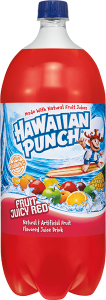 Made With Natural Fruit Juices
HAWAIIAN
PUNCH
FRUIT
JUICY RED
Natural & Artificial Fruit
Flavored Juice Drink